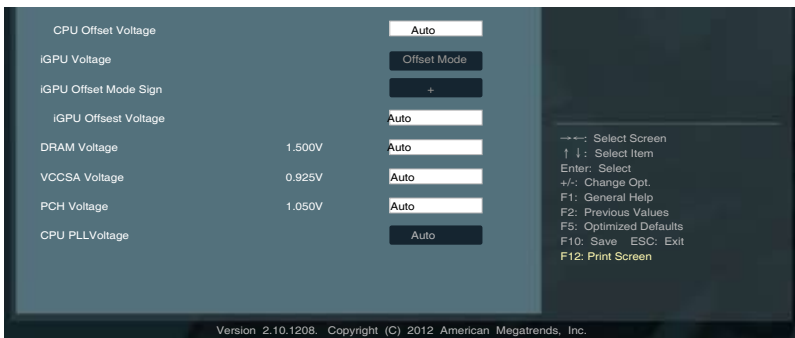 CPU Offset Voltage Auto
iGPU Voltage Offset Mode
iGPU Offset Mode Sign +
iGPU Offsest Voltage Auto
DRAM Voltage 1.500V Auto
VCCSA Voltage 0.925V Auto
PCH Voltage 1.050V Auto
CPU PLLVoltage Auto
→←: Select Screen
↑↓: Select Item
Enter: Select
+/-: Change Opt.
F1: General Help
F2: Previous Values
F5: Optimized Defaults
F10: Save ESC: Exit
F12: Print Screen
Version 2.10.1208. Copyright (C) 2012 American Megatrends, Inc.